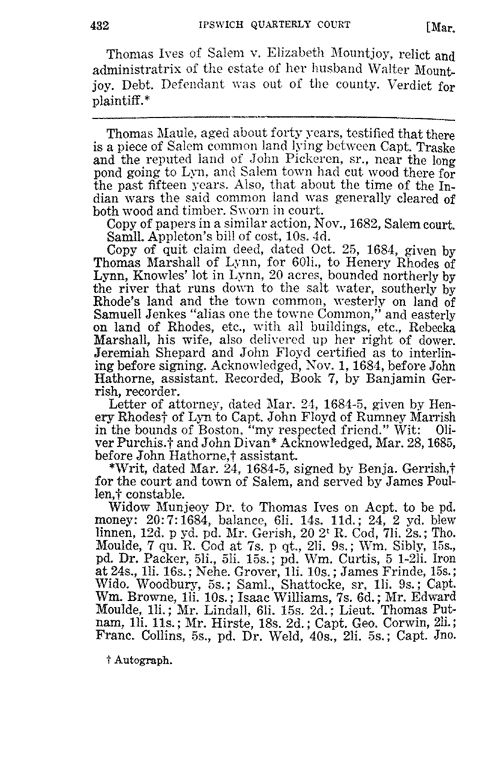 432 IPSWICH QUARTERLY COURT [Mar.
Thomas Ives of Salem v. Elizabeth Mountjoy, relict and
administratrix of the estate of her husband Walter Mount-
joy. Debt. Defendant was out of the county. Verdict for
plaintiff.*
Thomas Maule, aged about forty years, testified that there
is a piece of Salem common land lying between Capt. Traske
and the reputed land of John Pickeren, sr., near the long
pond going to Lyn, and Salem town had cut wood there for
the past fifteen years. Also, that about the time of the In-
dian wars the said common land was generally cleared of
both wood and timber. Sworn in court.
Copy of papers in a similar action, Nov., 1682, Salem court.
Samll. Appleton's bill of cost, 10s. 4d.
Copy of quit claim deed, dated Oct. 25, 1684, given by
Thomas Marshall of Lynn, for 60li., to Henery Rhodes of
Lynn, Knowles' lot in Lynn, 20 acres, bounded northerly by
the river that runs down to the salt water, southerly by
Rhode's land and the town common, westerly on land of
Samuell Jenkes "alias one the towne Common," and easterly
on land of Rhodes, etc., with all buildings, etc., Rebecka
Marshall, his wife, also delivered up her right of dower.
Jeremiah Shepard and John Floyd certified as to interlin-
ing before signing. Acknowledged, Nov. 1, 1684, before John
Hathorne, assistant. Recorded, Book 7, by Banjamin Ger-
rish, recorder.
Letter of attorney, dated Mar. 24, 1684-5, given by Hen-
ery Rhodes† of Lyn to Capt. John Floyd of Rumney Marrish
in the bounds of Boston, "my respected friend." Wit: Oli-
ver Purchis.† and John Divan* Acknowledged, Mar. 28, 1685,
before John Hathorne,† assistant.
*Writ, dated Mar. 24, 1684-5, signed by Benja. Gerrish,†
for the court and town of Salem, and served by James Poul-
len,† constable.
Widow Munjeoy Dr. to Thomas Ives on Acpt. to be pd.
money: 20:7:1684, balance, 6li. 14s. 11d.; 24, 2 yd. blew
linnen, 12d. p yd. pd. Mr. Gerish, 20 2¹ R. Cod, 7li. 2s.; Tho.
Moulde, 7 qu. R. Cod at 7s. p qt., 2li. 9s.; Wm. Sibly, 15s.,
pd. Dr. Packer, 5li., 5li. 15s.; pd. Wm. Curtis, 5 1-2li. Iron
at 24s., 1li. 16s.; Nehe. Grover, 1li. 10s.; James Frinde, 15s.;
Wido. Woodbury, 5s.; Saml., Shattocke, sr, 1li. 9s.; Capt.
Wm. Browne, 1li. 10s.; Isaac Williams, 7s. 6d.; Mr. Edward
Moulde, 1li.; Mr. Lindall, 6li. 15s. 2d.; Lieut. Thomas Put-
nam, 1li. 11s.; Mr. Hirste, 18s. 2d.; Capt. Geo. Corwin, 2li.;
Franc. Collins, 5s., pd. Dr. Weld, 40s., 2li. 5s.; Capt. Jno.
† Autograph.